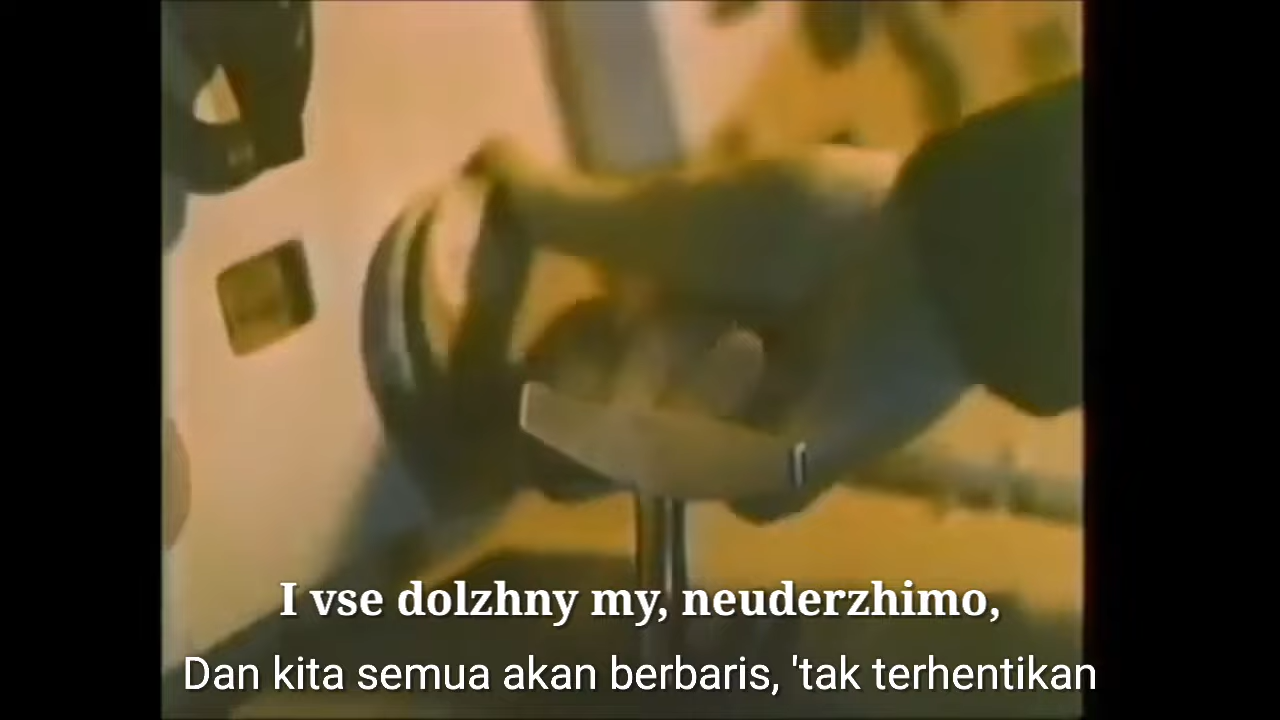 I vse dolzhny my, neuderzhimo,
Dan kita semua akan berbaris, 'tak terhentikan